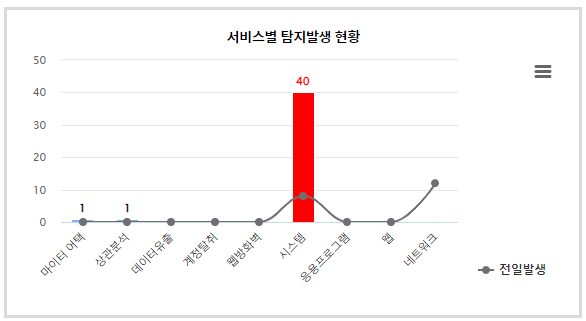 서비스별 탐지발생 현황
50
40
30
20
10
0
1
1
40
마이터 어택
상관분석
데이터유출
계정탈취
웹방화벽
시스템
응용프로그램
웹
네트워크
전일발생